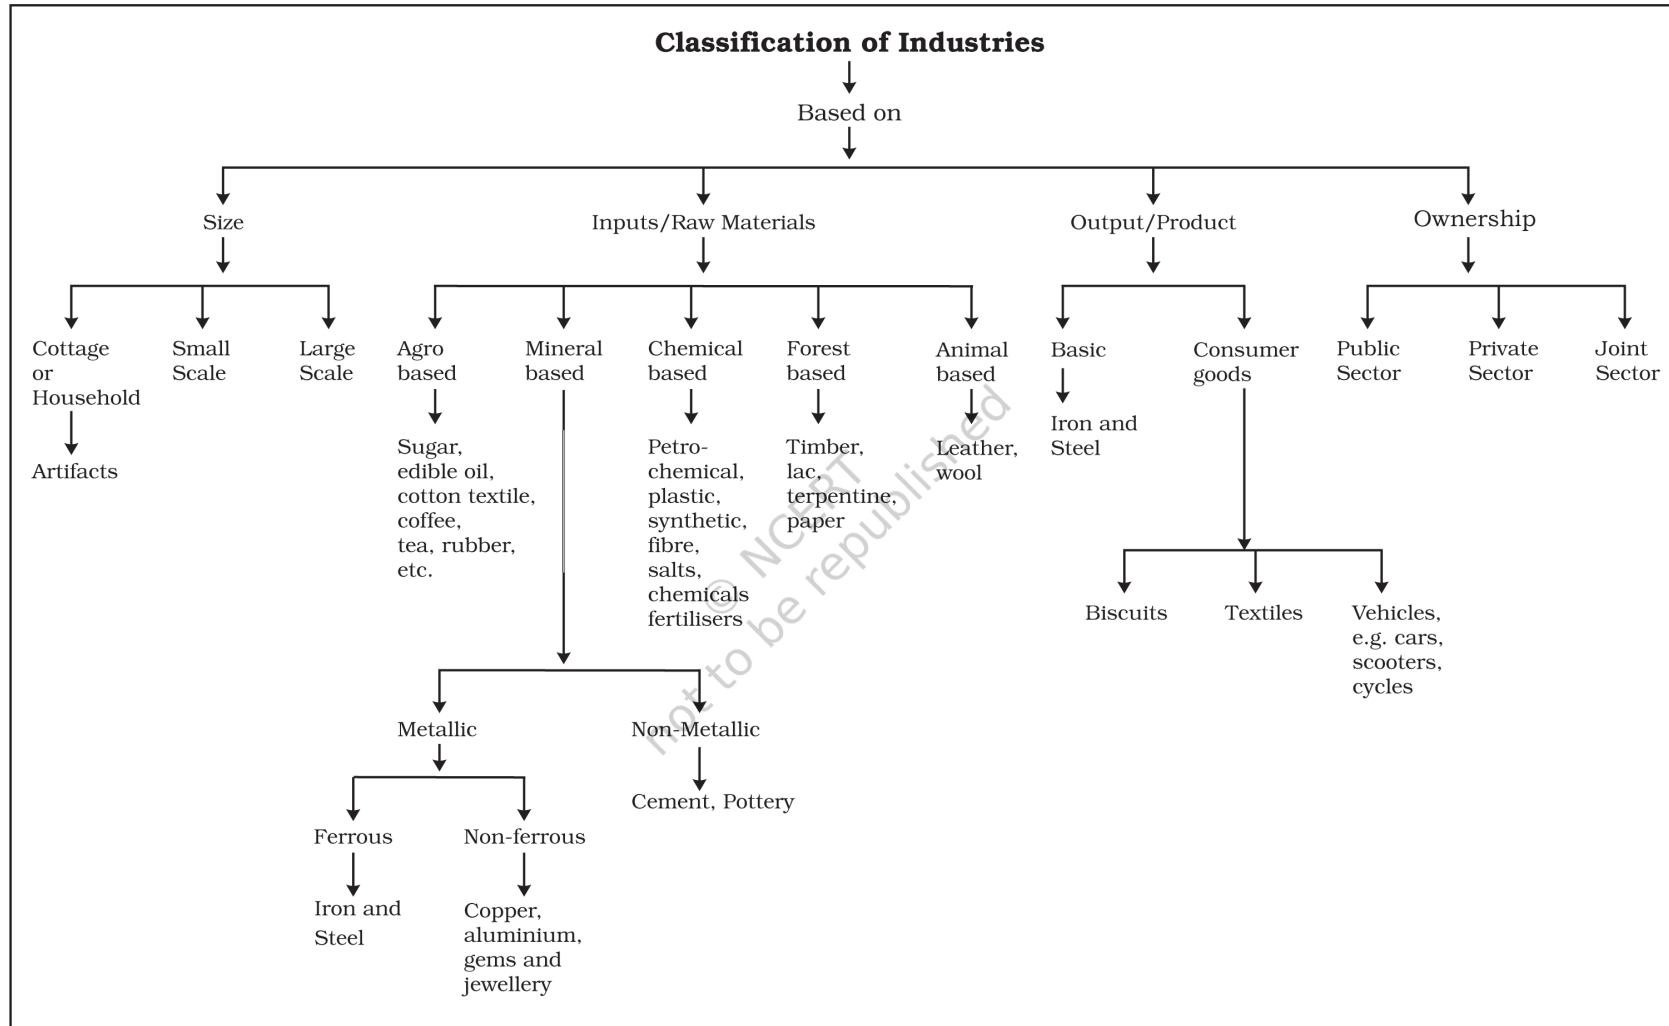 Classification of Industries
Based on
Size
Inputs/Raw Materials
Output/Product
Ownership
Cottage
or
Household
Artifacts
Small
Scale
Large
Scale
Agro
based
Sugar,
edible oil,
cotton textile,
coffee,
tea, rubber,
etc.
Mineral
based
Chemical
based
Petro-
chemical,
plastic,
synthetic,
fibre,
salts,
chemicals
fertilisers
Forest
based
Timber,
lac,
terpentine,
paper
Animal
based
Leather,
wool
Basic
Iron and
Steel
Consumer
goods
Biscuits
Textiles
Vehicles,
e.g. cars,
scooters,
cycles
Public
Sector
Private
Sector
Joint
Sector
Metallic
Non-Metallic
Cement, Pottery
Ferrous
Iron and
Steel
Non-ferrous
Copper,
aluminium,
gems and
jewellery
© NCERT
not to be republished